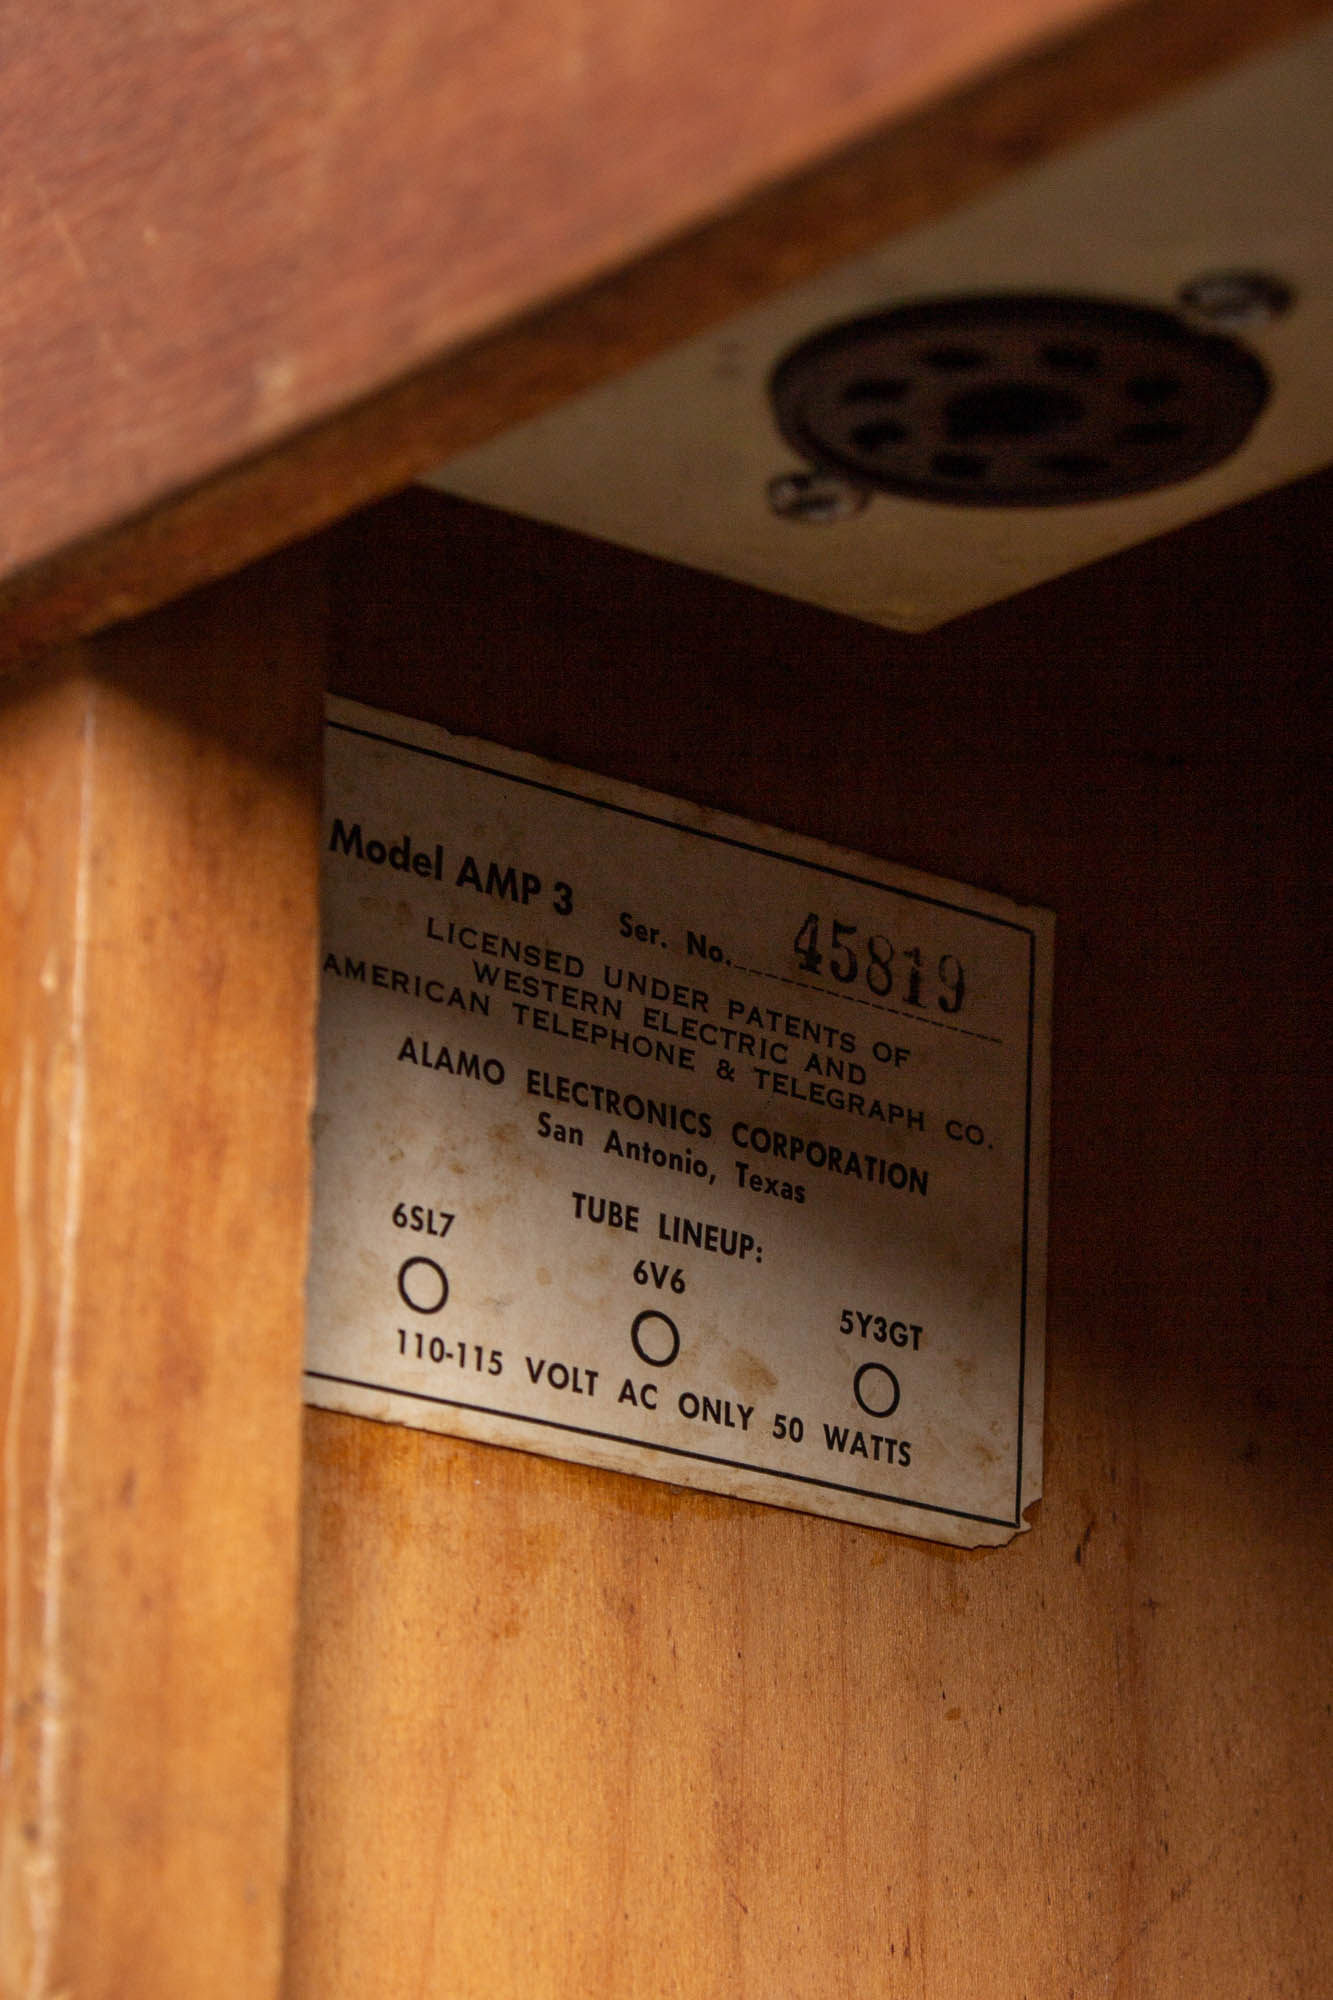 Model AMP 3 Ser. No. 45819
LICENSED UNDER PATENTS OF
WESTERN ELECTRIC AND
AMERICAN TELEPHONE & TELEGRAPH CO.
ALAMO ELECTRONICS CORPORATION
San Antonio, Texas
TUBE LINEUP:
6SL7 6V6 5Y3GT
110-115 VOLT AC ONLY 50 WATTS